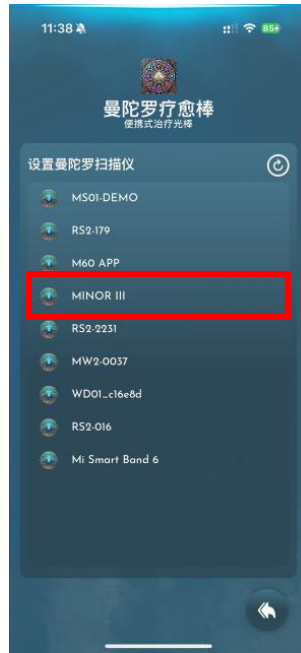 11:38
85
曼陀罗疗愈棒
便携式治疗光棒
设置曼陀罗扫描仪
MS01-DEMO
RS2-179
M60 APP
MINOR III
RS2-2231
MW2-0037
WD01_c16e8d
RS2-016
Mi Smart Band 6